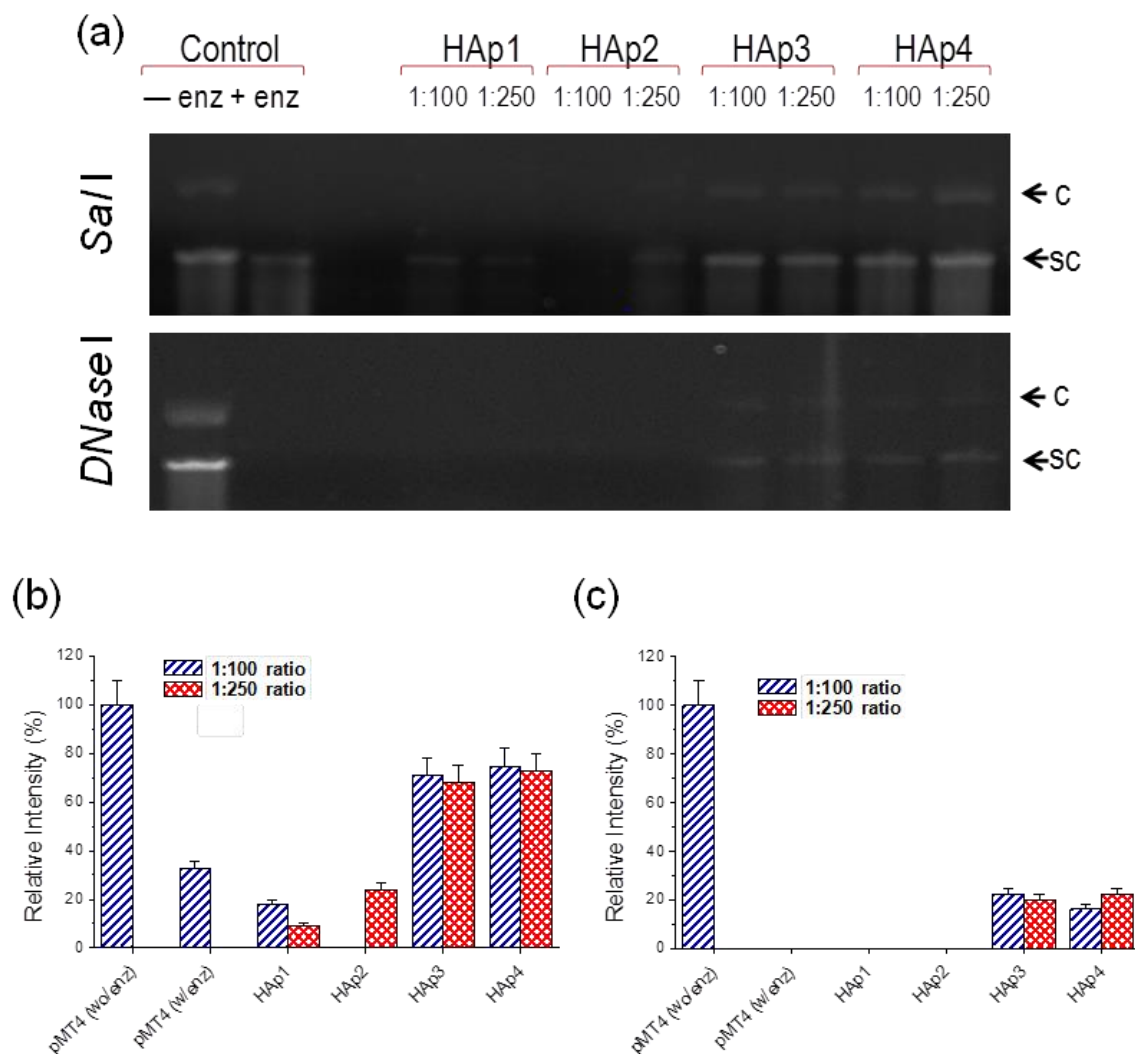 (a)
Control HAp1 HAp2 HAp3 HAp4
— enz + enz 1:100 1:250 1:100 1:250 1:100 1:250 1:100 1:250
Sal I
C
SC
DNase I
C
SC
(b)
Relative Intensity (%)
120
100
80
60
40
20
0
1:100 ratio
1:250 ratio
pMT4 (wo/enz)
pMT4 (w/enz)
HAp1
HAp2
HAp3
HAp4
(c)
Relative Intensity (%)
120
100
80
60
40
20
0
1:100 ratio
1:250 ratio
pMT4 (wo/enz)
pMT4 (w/enz)
HAp1
HAp2
HAp3
HAp4